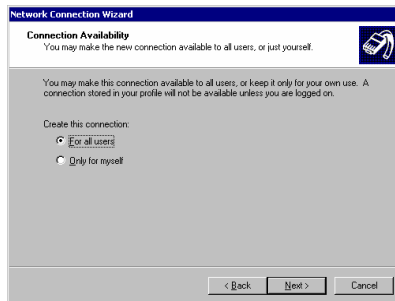 Network Connection Wizard
Connection Availability
You may make the new connection available to all users, or just yourself.
You may make this connection available to all users, or keep it only for your own use. A
connection stored in your profile will not be available unless you are logged on.
Create this connection:
For all users
Only for myself
< Back Next > Cancel